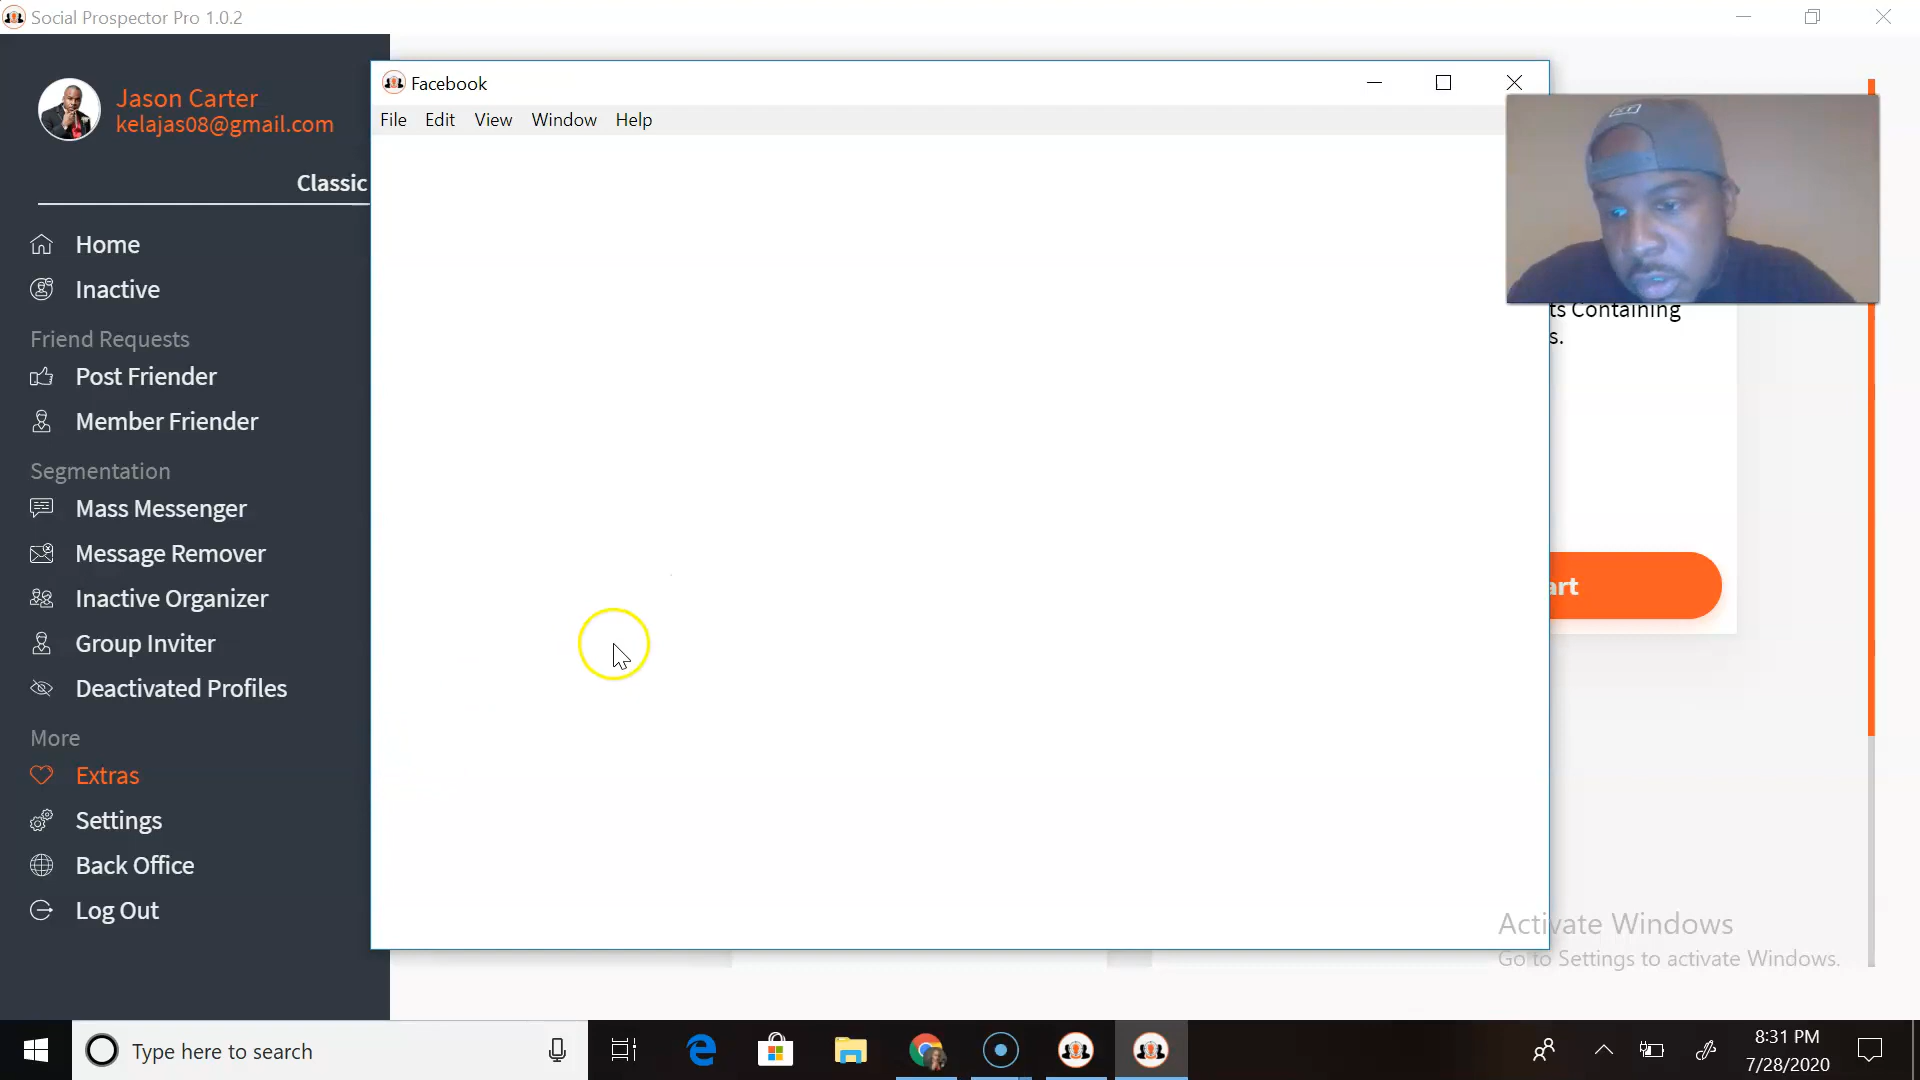 Social Prospector Pro 1.0.2
Jason Carter
kelajas08@gmail.com
Classic
Home
Inactive
Friend Requests
Post Friender
Member Friender
Segmentation
Mass Messenger
Message Remover
Inactive Organizer
Group Inviter
Deactivated Profiles
More
Extras
Settings
Back Office
Log Out
Facebook
File Edit View Window Help
ts Containing
s.
art
Activate Windows
Go to Settings to activate Windows.
Type here to search
8:31 PM
7/28/2020